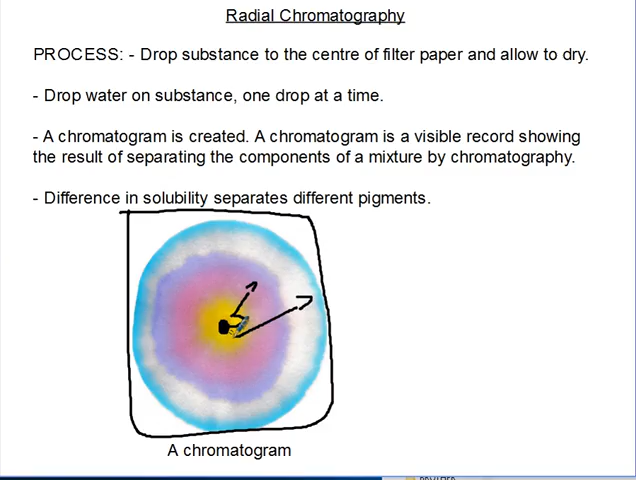 Radial Chromatography
PROCESS: - Drop substance to the centre of filter paper and allow to dry.
- Drop water on substance, one drop at a time.
- A chromatogram is created. A chromatogram is a visible record showing
the result of separating the components of a mixture by chromatography.
- Difference in solubility separates different pigments.
A chromatogram